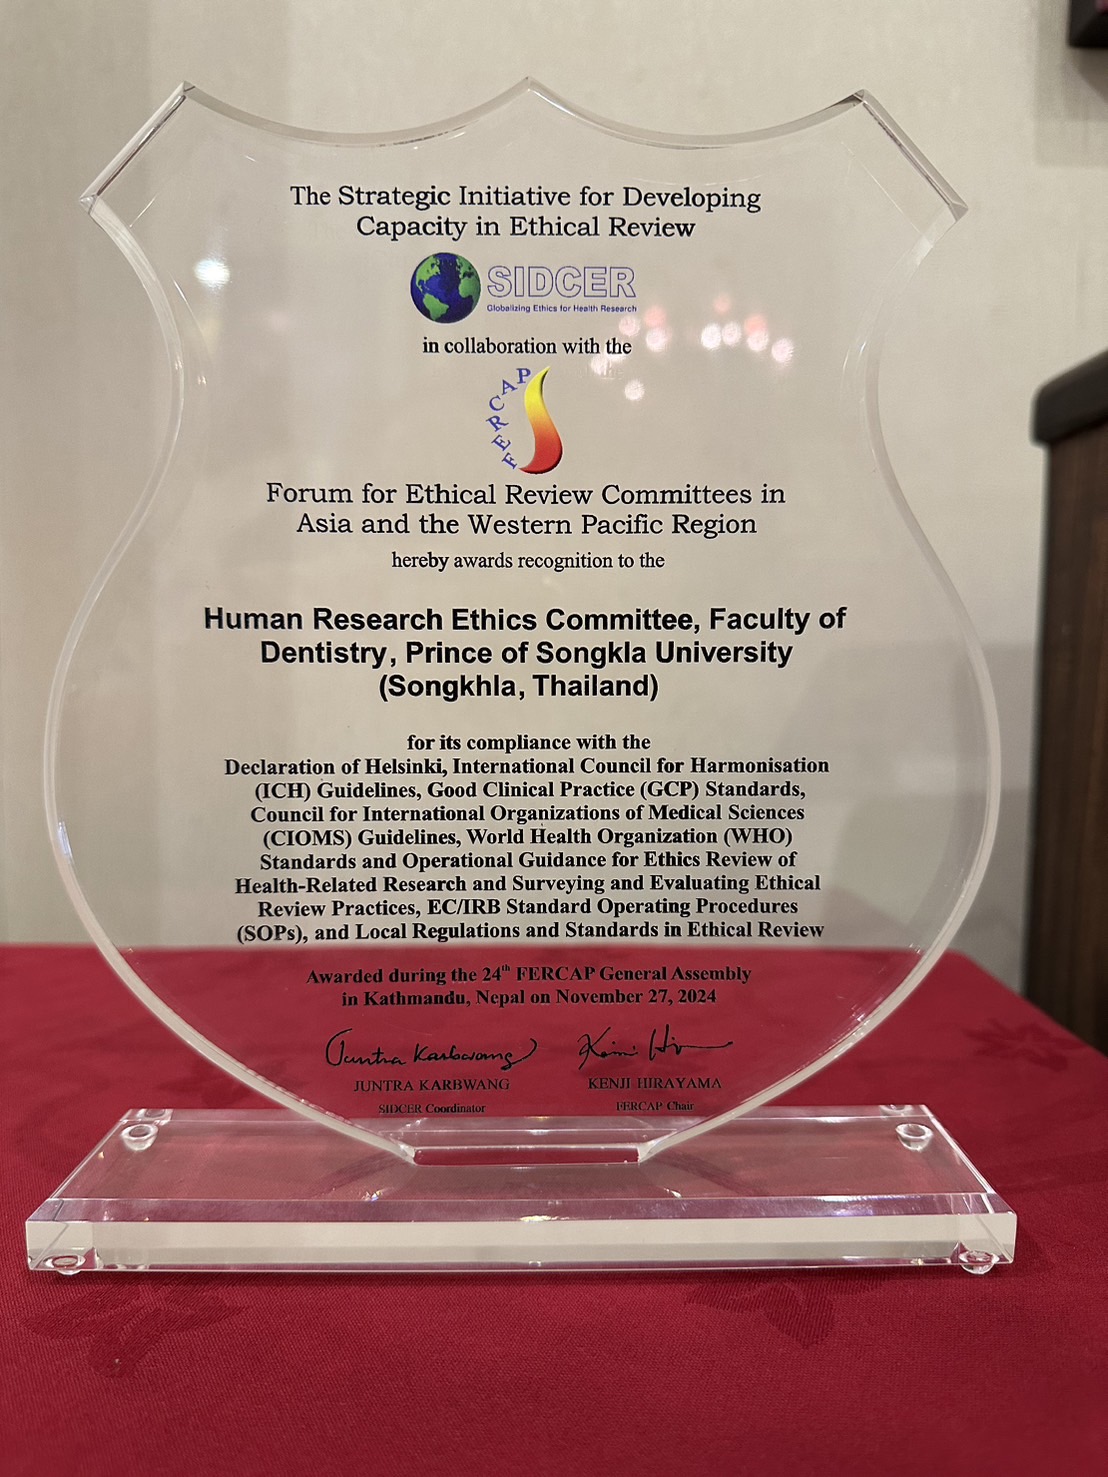 The Strategic Initiative for Developing
Capacity in Ethical Review
SIDCER
Globalizing Ethics for Health Research
in collaboration with the
FERCAP
Forum for Ethical Review Committees in
Asia and the Western Pacific Region
hereby awards recognition to the
Human Research Ethics Committee, Faculty of
Dentistry, Prince of Songkla University
(Songkhla, Thailand)
for its compliance with the
Declaration of Helsinki, International Council for Harmonisation
(ICH) Guidelines, Good Clinical Practice (GCP) Standards,
Council for International Organizations of Medical Sciences
(CIOMS) Guidelines, World Health Organization (WHO)
Standards and Operational Guidance for Ethics Review of
Health-Related Research and Surveying and Evaluating Ethical
Review Practices, EC/IRB Standard Operating Procedures
(SOPs), and Local Regulations and Standards in Ethical Review
Awarded during the 24th FERCAP General Assembly
in Kathmandu, Nepal on November 27, 2024
Juntra Karbwang
JUNTRA KARBWANG KENJI HIRAYAMA
SIDCER Coordinator FERCAP Chair